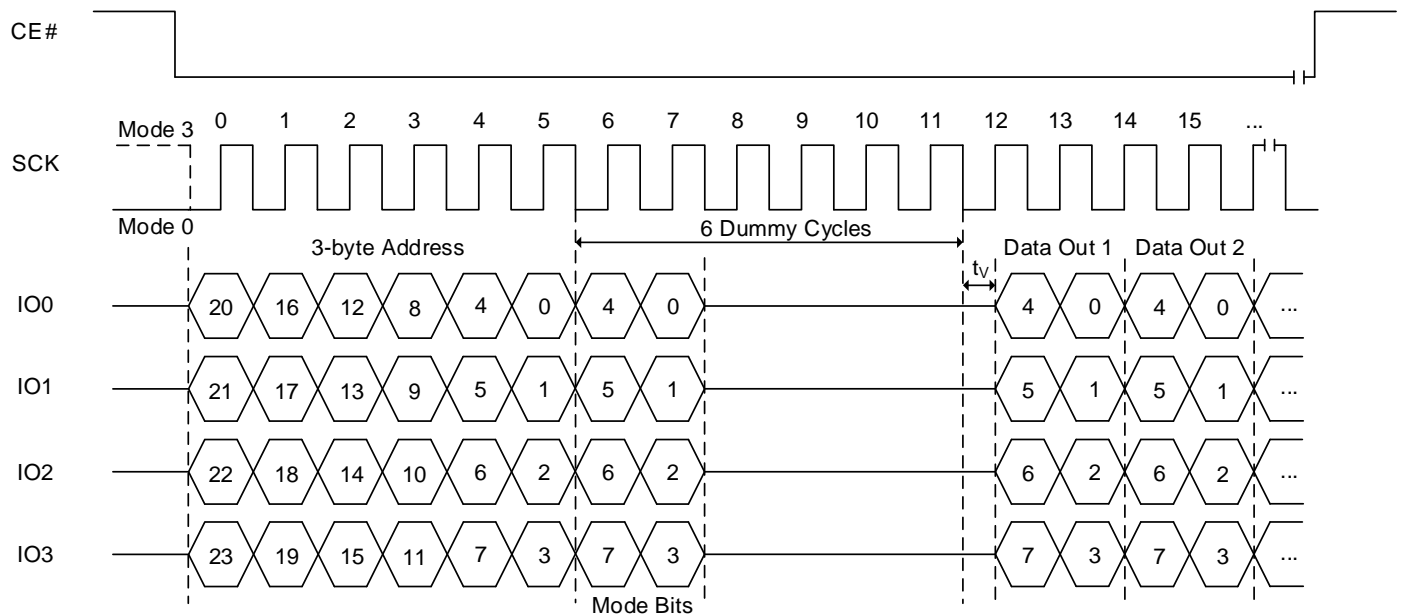 CE#
Mode 3 0 1 2 3 4 5 6 7 8 9 10 11 12 13 14 15 ...
SCK
Mode 0
3-byte Address 6 Dummy Cycles Data Out 1 Data Out 2
tV
IO0 20 16 12 8 4 0 4 0 4 0 4 0 ...
IO1 21 17 13 9 5 1 5 1 5 1 5 1 ...
IO2 22 18 14 10 6 2 6 2 6 2 6 2 ...
IO3 23 19 15 11 7 3 7 3 7 3 7 3 ...
Mode Bits